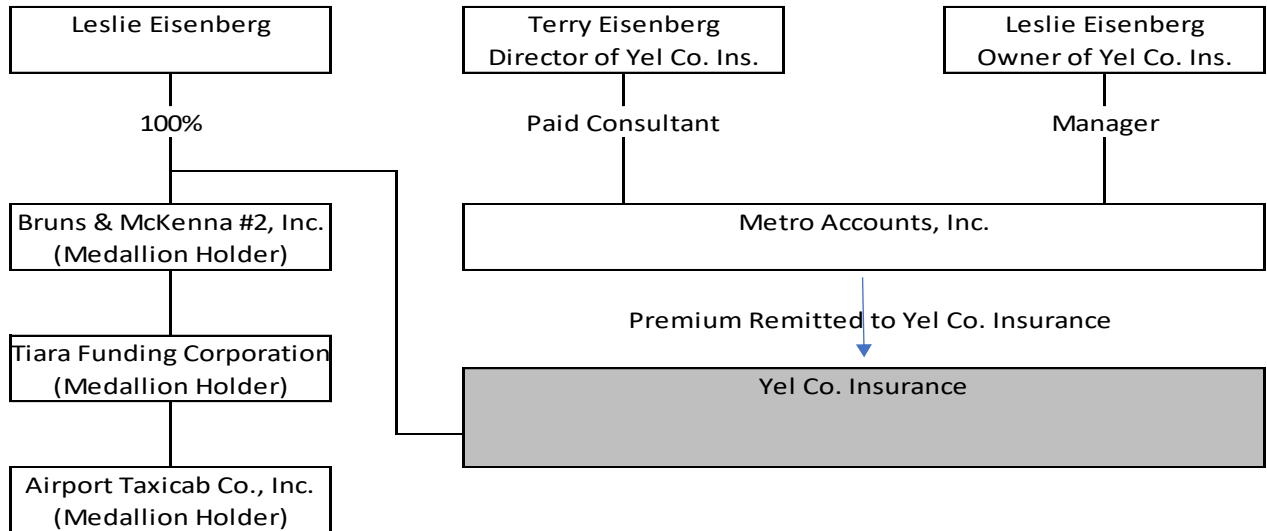 Leslie Eisenberg
Terry Eisenberg
Director of Yel Co. Ins.
Leslie Eisenberg
Owner of Yel Co. Ins.
100%
Paid Consultant
Manager
Bruns & McKenna #2, Inc.
(Medallion Holder)
Metro Accounts, Inc.
Premium Remitted to Yel Co. Insurance
Tiara Funding Corporation
(Medallion Holder)
Yel Co. Insurance
Airport Taxicab Co., Inc.
(Medallion Holder)